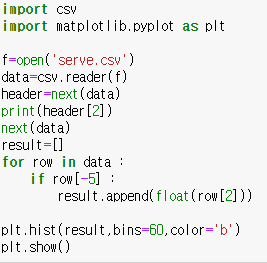 import csv
import matplotlib.pyplot as plt

f=open('serve.csv')
data=csv.reader(f)
header=next(data)
print(header[2])
next(data)
result=[]
for row in data :
    if row[-5] :
        result.append(float(row[2]))

plt.hist(result,bins=60,color='b')
plt.show()